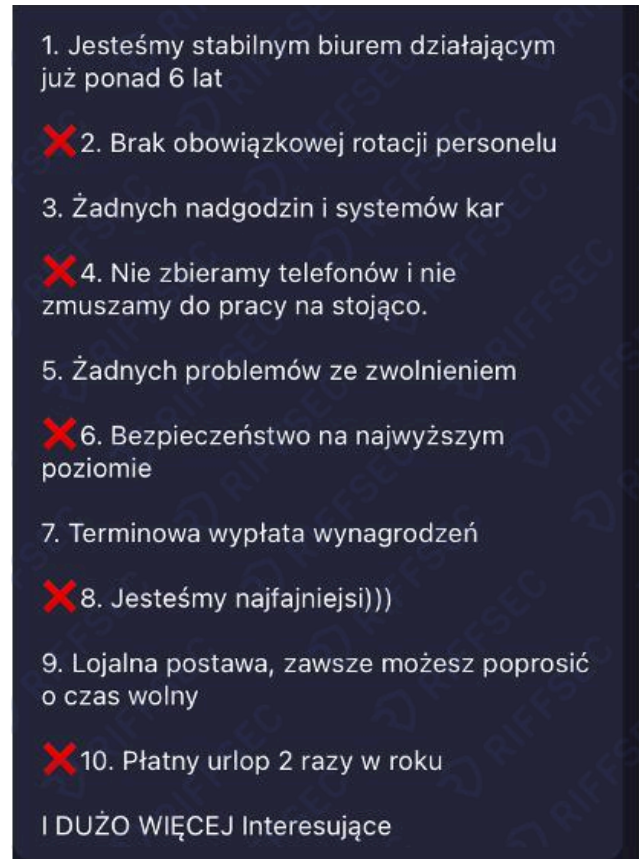 1. Jesteśmy stabilnym biurem działającym
już ponad 6 lat
❌2. Brak obowiązkowej rotacji personelu
3. Żadnych nadgodzin i systemów kar
❌4. Nie zbieramy telefonów i nie
zmuszamy do pracy na stojąco.
5. Żadnych problemów ze zwolnieniem
❌6. Bezpieczeństwo na najwyższym
poziomie
7. Terminowa wypłata wynagrodzeń
❌8. Jesteśmy najfajniejsi)))
9. Lojalna postawa, zawsze możesz poprosić
o czas wolny
❌10. Płatny urlop 2 razy w roku
I DUŻO WIĘCEJ Interesujące